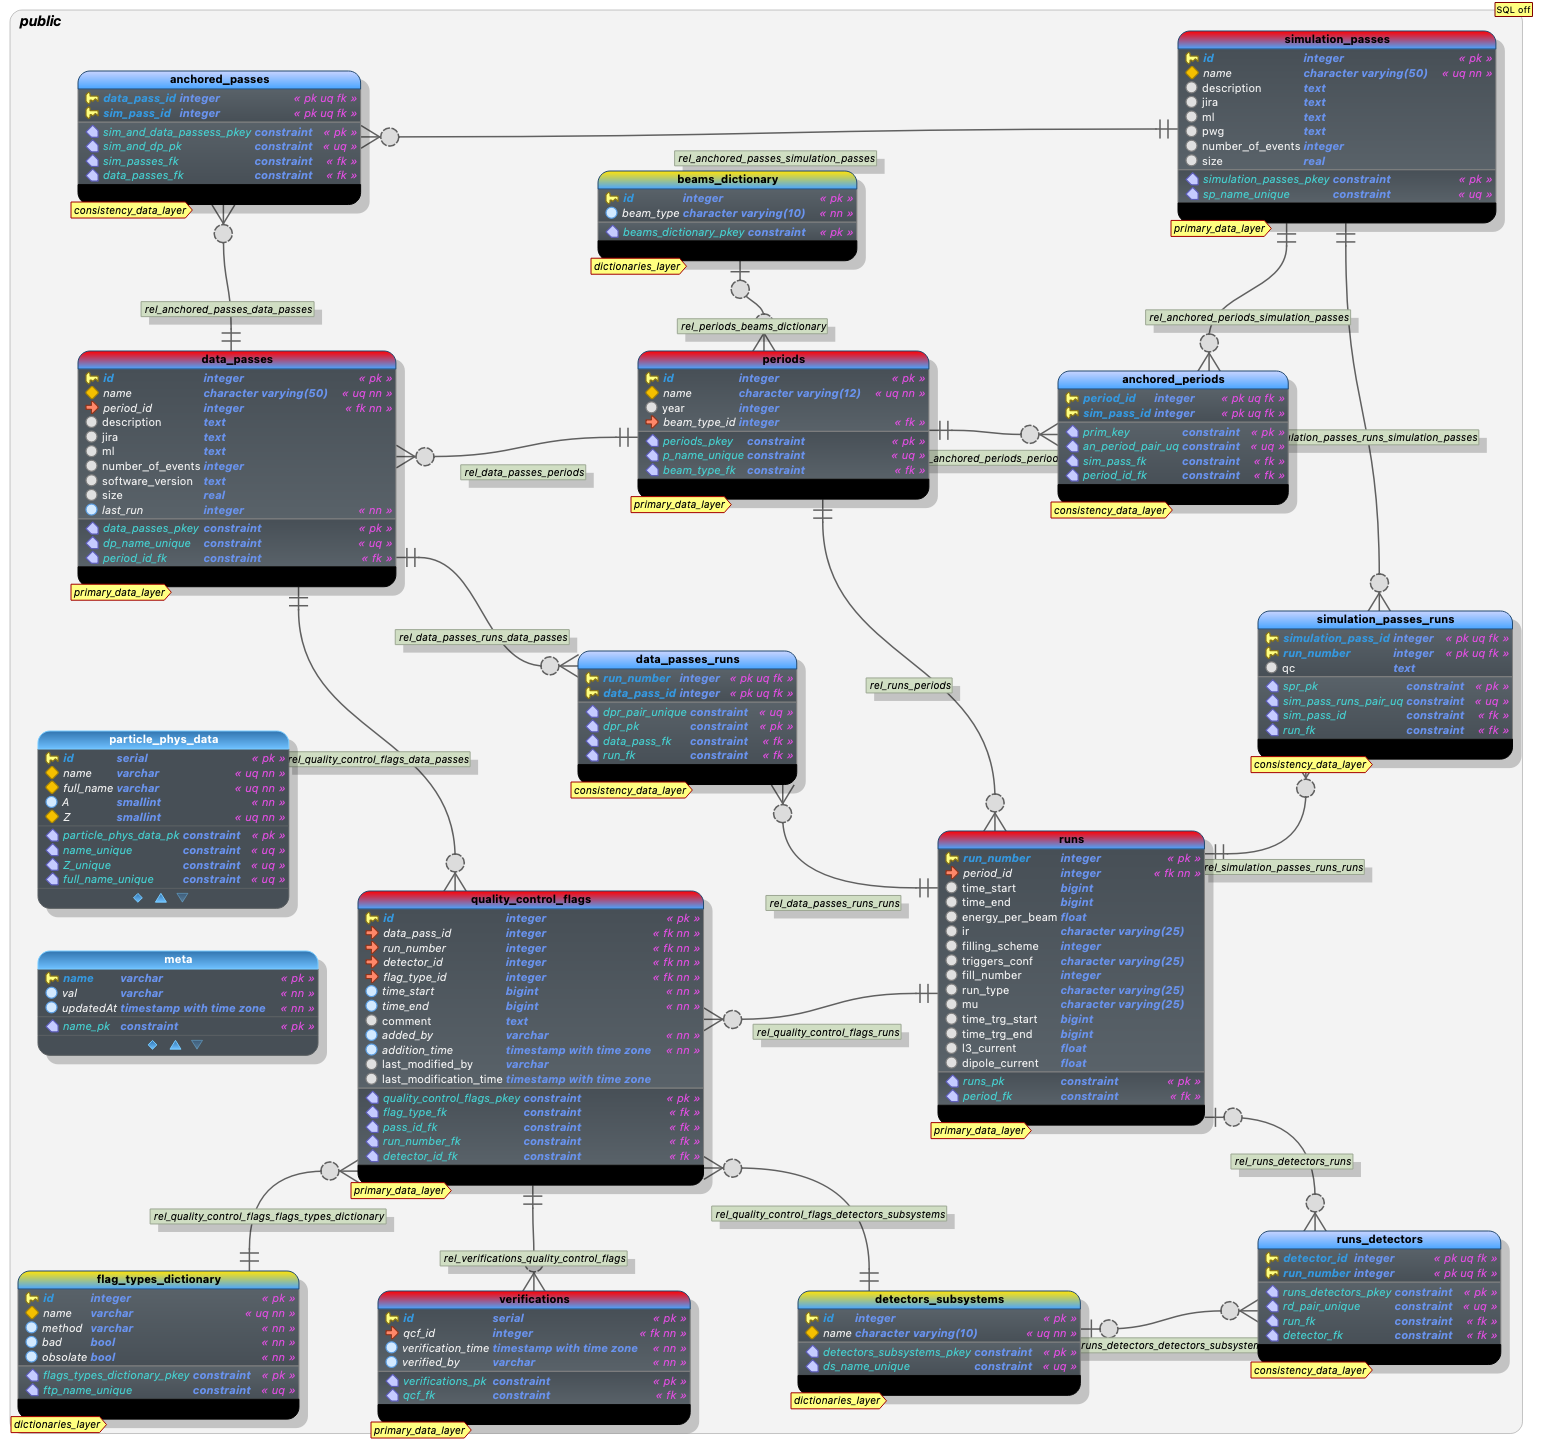 public
SQL off
simulation_passes
id integer « pk »
name character varying(50) « uq nn »
description text
jira text
ml text
pwg text
number_of_events integer
size real
simulation_passes_pkey constraint « pk »
sp_name_unique constraint « uq »
primary_data_layer
anchored_passes
data_pass_id integer « pk uq fk »
sim_pass_id integer « pk uq fk »
sim_and_data_passess_pkey constraint « pk »
sim_and_dp_pk constraint « uq »
sim_passes_fk constraint « fk »
data_passes_fk constraint « fk »
consistency_data_layer
rel_anchored_passes_simulation_passes
beams_dictionary
id integer « pk »
beam_type character varying(10) « nn »
beams_dictionary_pkey constraint « pk »
dictionaries_layer
rel_anchored_passes_data_passes
rel_periods_beams_dictionary
rel_anchored_periods_simulation_passes
data_passes
id integer « pk »
name character varying(50) « uq nn »
period_id integer « fk nn »
description text
jira text
ml text
number_of_events integer
software_version text
size real
last_run integer « nn »
data_passes_pkey constraint « pk »
dp_name_unique constraint « uq »
period_id_fk constraint « fk »
primary_data_layer
rel_data_passes_periods
periods
id integer « pk »
name character varying(12) « uq nn »
year integer
beam_type_id integer « fk »
periods_pkey constraint « pk »
p_name_unique constraint « uq »
beam_type_fk constraint « fk »
primary_data_layer
_anchored_periods_period
anchored_periods
period_id integer « pk uq fk »
sim_pass_id integer « pk uq fk »
prim_key constraint « pk »
an_period_pair_uq constraint « uq »
sim_pass_fk constraint « fk »
period_id_fk constraint « fk »
consistency_data_layer
ulation_passes_runs_simulation_passes
rel_data_passes_runs_data_passes
data_passes_runs
run_number integer « pk uq fk »
data_pass_id integer « pk uq fk »
dpr_pair_unique constraint « uq »
dpr_pk constraint « pk »
data_pass_fk constraint « fk »
run_fk constraint « fk »
consistency_data_layer
rel_runs_periods
simulation_passes_runs
simulation_pass_id integer « pk uq fk »
run_number integer « pk uq fk »
qc text
spr_pk constraint « pk »
sim_pass_runs_pair_uq constraint « uq »
sim_pass_id constraint « fk »
run_fk constraint « fk »
consistency_data_layer
particle_phys_data
id serial « pk »
name varchar « uq nn »
full_name varchar « uq nn »
A smallint « nn »
Z smallint « uq nn »
particle_phys_data_pk constraint « pk »
name_unique constraint « uq »
Z_unique constraint « uq »
full_name_unique constraint « uq »
rel_quality_control_flags_data_passes
rel_simulation_passes_runs_runs
rel_data_passes_runs_runs
runs
run_number integer « pk »
period_id integer « fk nn »
time_start bigint
time_end bigint
energy_per_beam float
ir character varying(25)
filling_scheme integer
triggers_conf character varying(25)
fill_number integer
run_type character varying(25)
mu character varying(25)
time_trg_start bigint
time_trg_end bigint
l3_current float
dipole_current float
runs_pk constraint « pk »
period_fk constraint « fk »
primary_data_layer
meta
name varchar « pk »
val varchar « nn »
updatedAt timestamp with time zone « nn »
name_pk constraint « pk »
quality_control_flags
id integer « pk »
data_pass_id integer « fk nn »
run_number integer « fk nn »
detector_id integer « fk nn »
flag_type_id integer « fk nn »
time_start bigint « nn »
time_end bigint « nn »
comment text
added_by varchar « nn »
addition_time timestamp with time zone « nn »
last_modified_by varchar
last_modification_time timestamp with time zone
quality_control_flags_pkey constraint « pk »
flag_type_fk constraint « fk »
pass_id_fk constraint « fk »
run_number_fk constraint « fk »
detector_id_fk constraint « fk »
primary_data_layer
rel_quality_control_flags_runs
rel_runs_detectors_runs
rel_quality_control_flags_flags_types_dictionary
rel_quality_control_flags_detectors_subsystems
rel_verifications_quality_control_flags
flag_types_dictionary
id integer « pk »
name varchar « uq nn »
method varchar « nn »
bad bool « nn »
obsolate bool « nn »
flags_types_dictionary_pkey constraint « pk »
ftp_name_unique constraint « uq »
dictionaries_layer
verifications
id serial « pk »
qcf_id integer « fk nn »
verification_time timestamp with time zone « nn »
verified_by varchar « nn »
verifications_pk constraint « pk »
qcf_fk constraint « fk »
primary_data_layer
detectors_subsystems
id integer « pk »
name character varying(10) « uq nn »
detectors_subsystems_pkey constraint « pk »
ds_name_unique constraint « uq »
dictionaries_layer
runs_detectors_detectors_subsystem
runs_detectors
detector_id integer « pk uq fk »
run_number integer « pk uq fk »
runs_detectors_pkey constraint « pk »
rd_pair_unique constraint « uq »
run_fk constraint « fk »
detector_fk constraint « fk »
consistency_data_layer